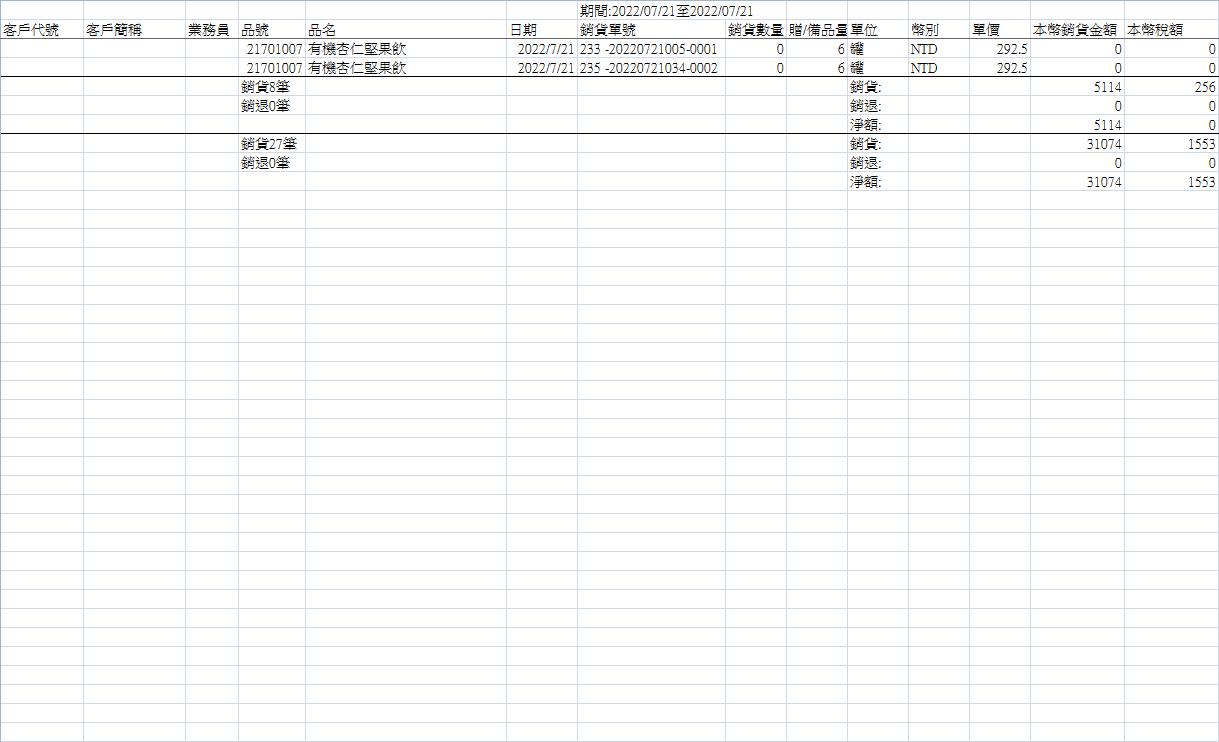 期間:2022/07/21至2022/07/21
客戶代號 客戶簡稱 業務員 品號 品名 日期 銷貨單號 銷貨數量 贈/備品量 單位 幣別 單價 本幣銷貨金額 本幣稅額
21701007 有機杏仁堅果飲 2022/7/21 233 -20220721005-0001 0 6 罐 NTD 292.5 0 0
21701007 有機杏仁堅果飲 2022/7/21 235 -20220721034-0002 0 6 罐 NTD 292.5 0 0
銷貨8筆 銷貨: 5114 256
銷退0筆 銷退: 0 0
淨額: 5114 0
銷貨27筆 銷貨: 31074 1553
銷退0筆 銷退: 0 0
淨額: 31074 1553